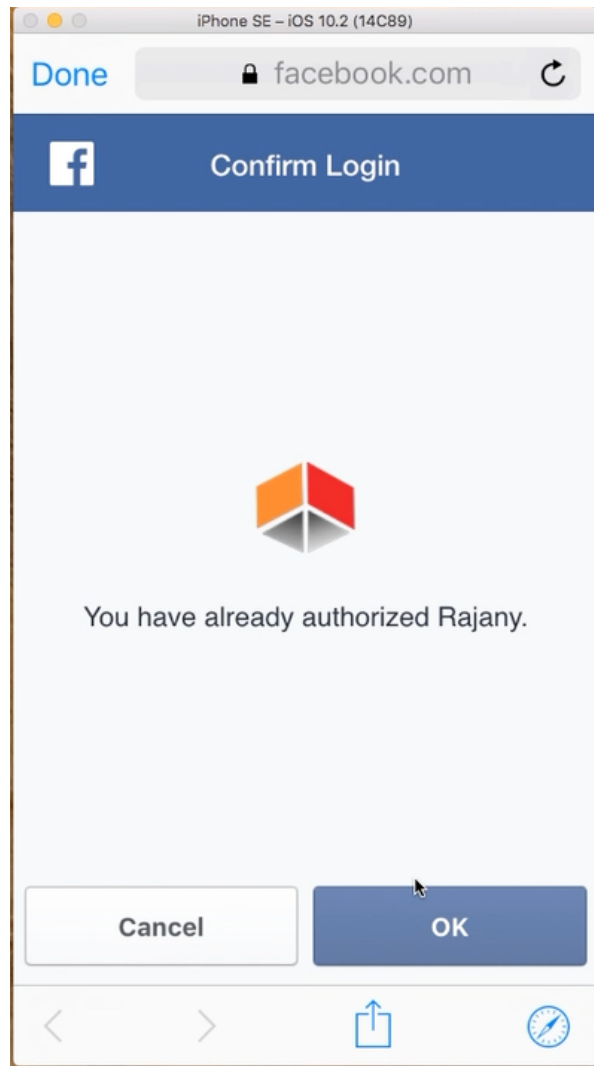 iPhone SE – iOS 10.2 (14C89)
Done
facebook.com
Confirm Login
You have already authorized Rajany.
Cancel
OK